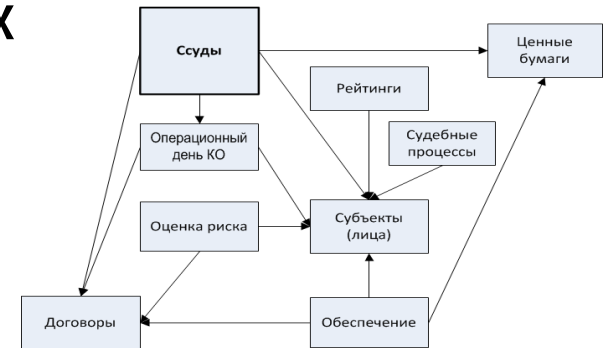 х
Ссуды
Ценные
бумаги
Рейтинги
Операционный
день КО
Судебные
процессы
Оценка риска
Субъекты
(лица)
Договоры
Обеспечение